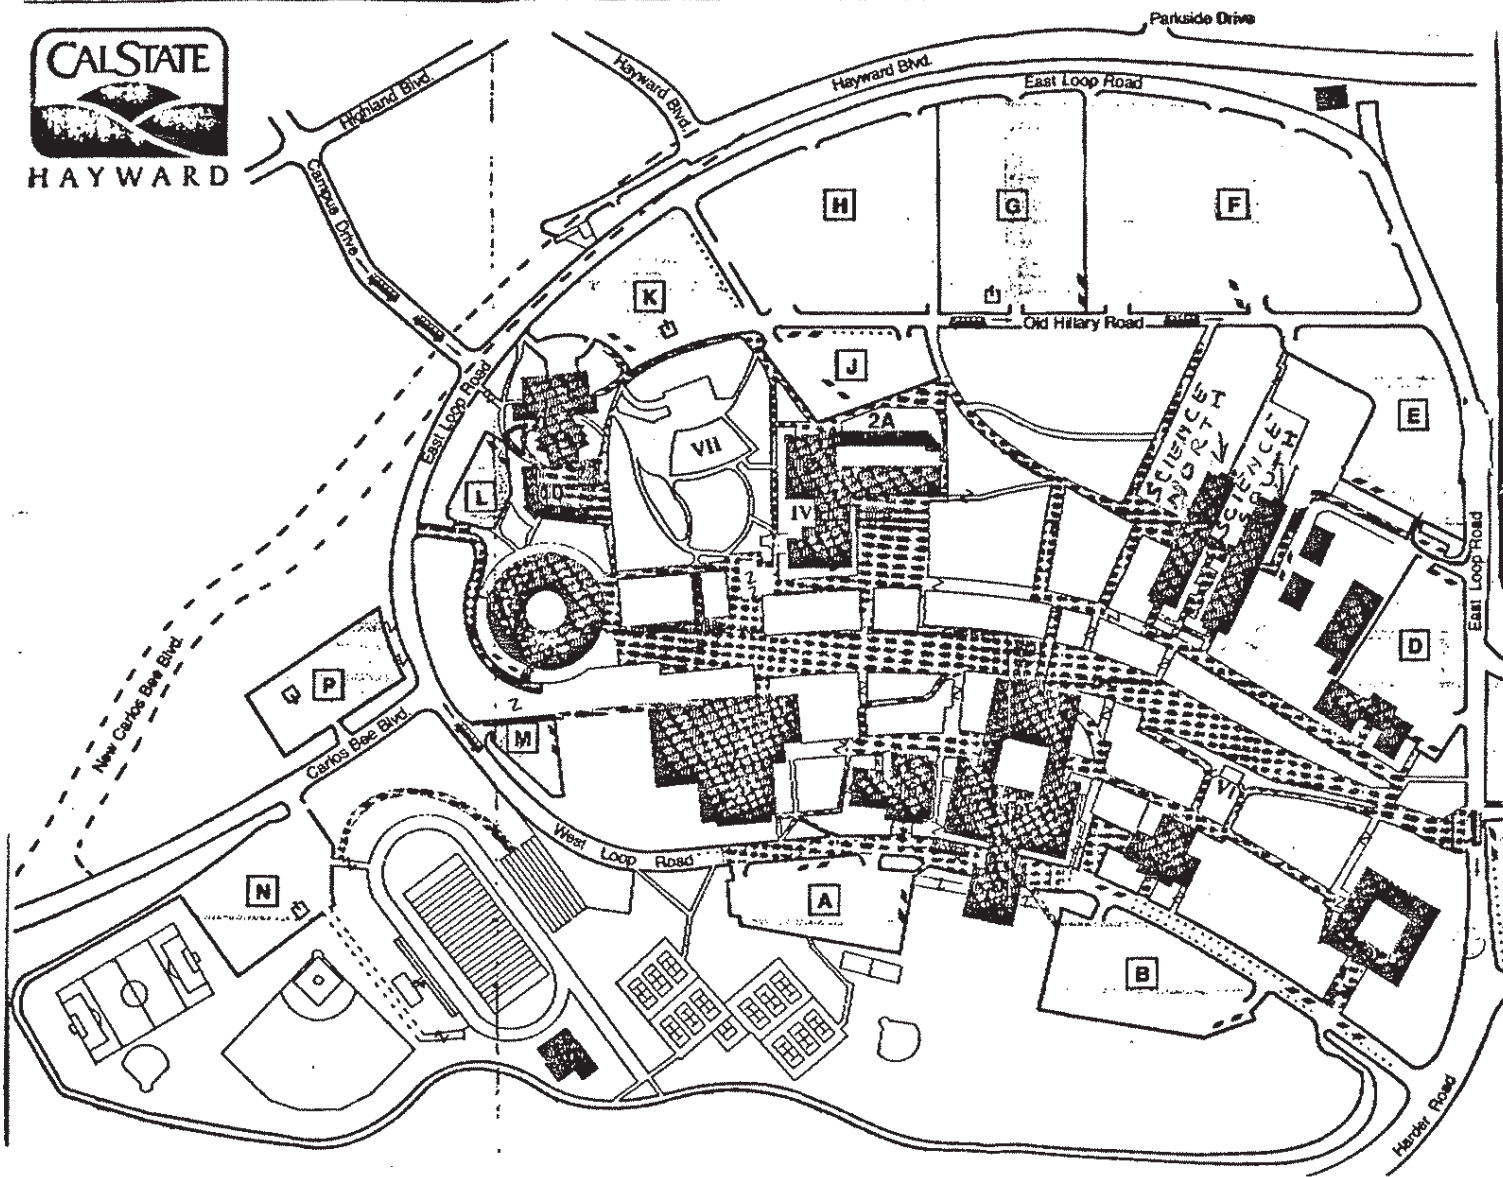 Parkside Drive
CALSTATE
HAYWARD
Highland Blvd.
Hayward Blvd.
Hayward Blvd.
East Loop Road
Campus Drive
H
G
F
K
Old Hillary Road
J
East Loop Road
E
2A
SCIENCE NORTH
SCIENCE SOUTH
VII
L
IV
East Loop Road
New Carlos Bee Blvd.
D
P
Carlos Bee Blvd.
M
VI
West Loop Road
N
A
B
Harder Road